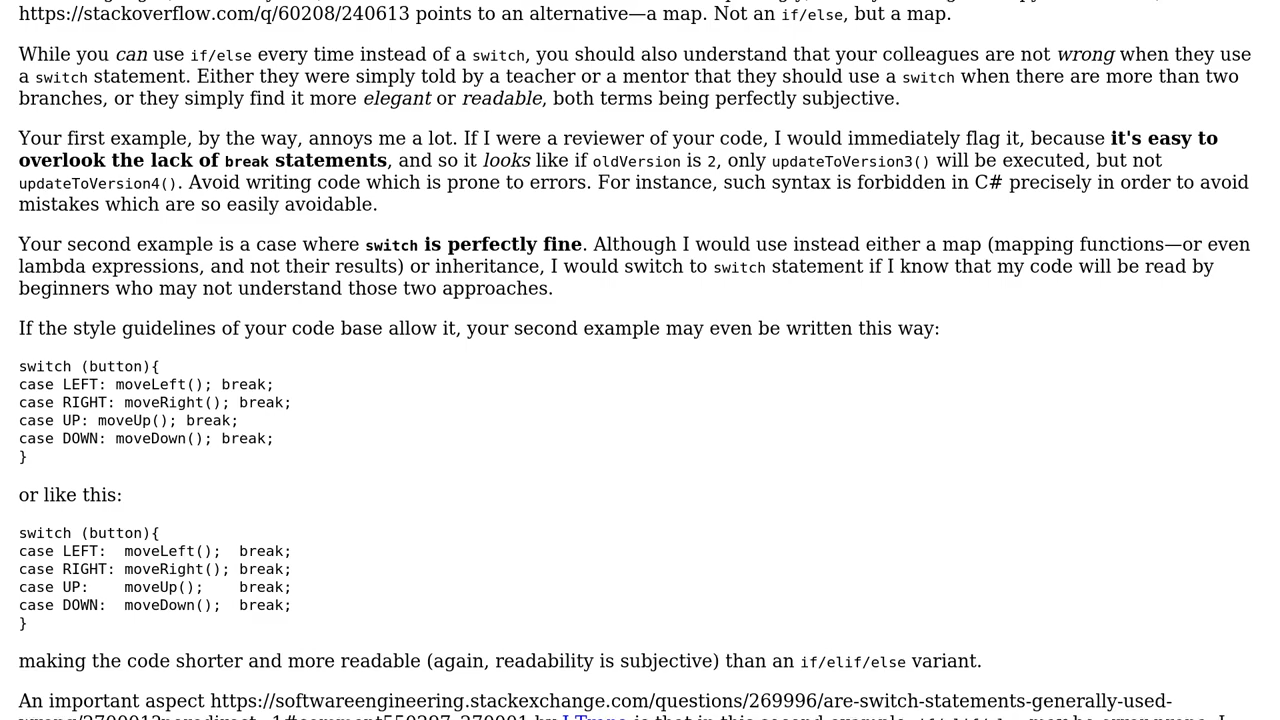 https://stackoverflow.com/q/60208/240613 points to an alternative—a map. Not an if/else, but a map.
While you can use if/else every time instead of a switch, you should also understand that your colleagues are not wrong when they use
a switch statement. Either they were simply told by a teacher or a mentor that they should use a switch when there are more than two
branches, or they simply find it more elegant or readable, both terms being perfectly subjective.
Your first example, by the way, annoys me a lot. If I were a reviewer of your code, I would immediately flag it, because it's easy to
overlook the lack of break statements, and so it looks like if oldVersion is 2, only updateToVersion3() will be executed, but not
updateToVersion4(). Avoid writing code which is prone to errors. For instance, such syntax is forbidden in C# precisely in order to avoid
mistakes which are so easily avoidable.
Your second example is a case where switch is perfectly fine. Although I would use instead either a map (mapping functions—or even
lambda expressions, and not their results) or inheritance, I would switch to switch statement if I know that my code will be read by
beginners who may not understand those two approaches.
If the style guidelines of your code base allow it, your second example may even be written this way:
switch (button){
case LEFT: moveLeft(); break;
case RIGHT: moveRight(); break;
case UP: moveUp(); break;
case DOWN: moveDown(); break;
}
or like this:
switch (button){
case LEFT:  moveLeft();  break;
case RIGHT: moveRight(); break;
case UP:    moveUp();    break;
case DOWN:  moveDown();  break;
}
making the code shorter and more readable (again, readability is subjective) than an if/elif/else variant.
An important aspect https://softwareengineering.stackexchange.com/questions/269996/are-switch-statements-generally-used-